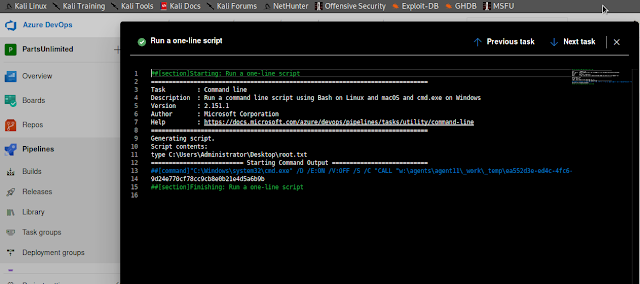 Kali Linux Kali Training Kali Tools Kali Docs Kali Forums NetHunter Offensive Security Exploit-DB GHDB MSFU
Azure DevOps
PartsUnlimited
Overview
Boards
Repos
Pipelines
Builds
Releases
Library
Task groups
Deployment groups
Run a one-line script
Previous task Next task
1 ##[section]Starting: Run a one-line script
2 ==============================================================================
3 Task : Command line
4 Description : Run a command line script using Bash on Linux and macOS and cmd.exe on Windows
5 Version : 2.151.1
6 Author : Microsoft Corporation
7 Help : https://docs.microsoft.com/azure/devops/pipelines/tasks/utility/command-line
8 ==============================================================================
9 Generating script.
10 Script contents:
11 type C:\Users\Administrator\Desktop\root.txt
12 ========================== Starting Command Output ===========================
13 ##[command]"C:\Windows\system32\cmd.exe" /D /E:ON /V:OFF /S /C "CALL "w:\agents\agent11\_work\_temp\ea552d3e-ed4c-4fc6-
14 9d24e770cf78cc9cb8e0b21e4d5a6b9b
15 ##[section]Finishing: Run a one-line script
16